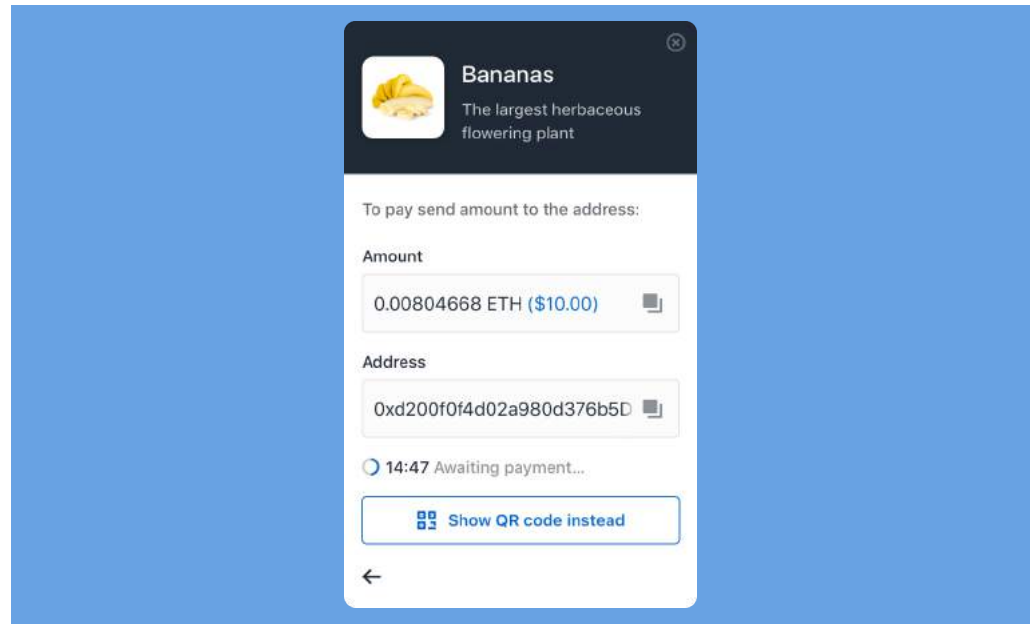 Bananas
The largest herbaceous
flowering plant
To pay send amount to the address:
Amount
0.00804668 ETH ($10.00)
Address
0xd200f0f4d02a980d376b5D
14:47 Awaiting payment...
Show QR code instead